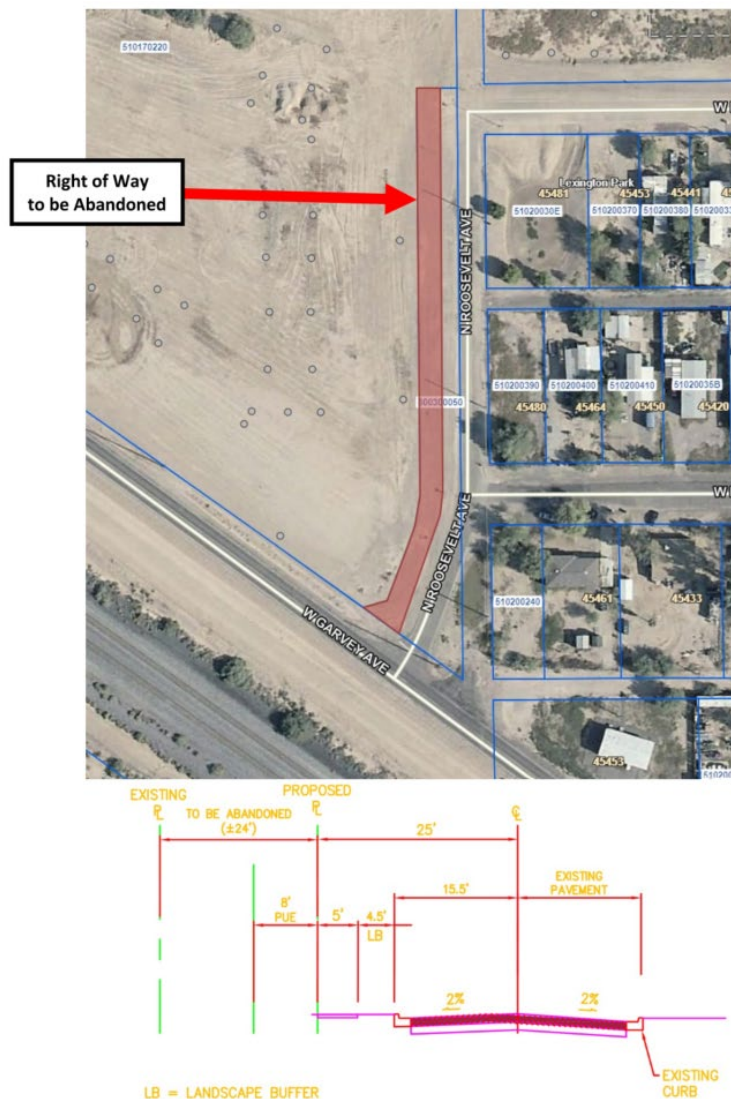 510170220
W
Right of Way
to be Abandoned
Lexington Park
45481
45453
45441
51020030E
510200370
510200380
N ROOSEVELT AVE
510200390
510200400
510200410
51020035B
300300050
45480
45464
45450
45420
W
N ROOSEVELT AVE
510200240
45461
45433
W GARVEY AVE
45453
EXISTING
PL
PROPOSED
PL
CL
TO BE ABANDONED
(±24')
25'
15.5'
EXISTING
PAVEMENT
8'
PUE
5'
4.5'
LB
2%
2%
EXISTING
CURB
LB = LANDSCAPE BUFFER